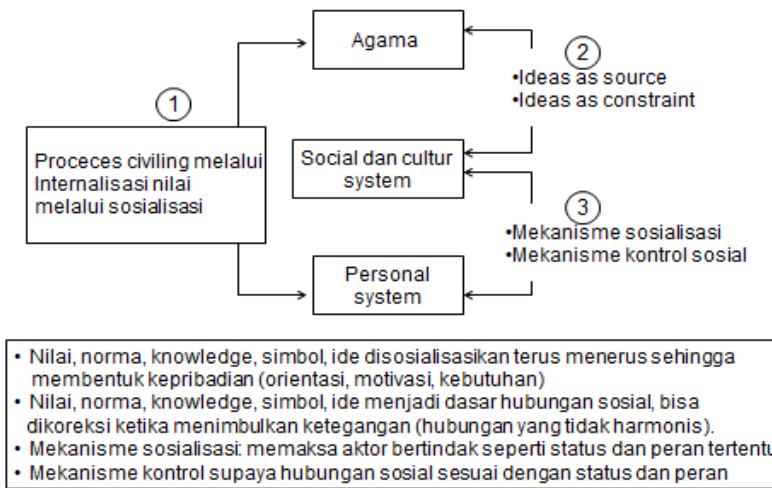 Agama
2
•Ideas as source
•Ideas as constraint
1
Proceces civiling melalui
Internalisasi nilai
melalui sosialisasi
Social dan cultur
system
3
•Mekanisme sosialisasi
•Mekanisme kontrol sosial
Personal
system
• Nilai, norma, knowledge, simbol, ide disosialisasikan terus menerus sehingga
membentuk kepribadian (orientasi, motivasi, kebutuhan)
• Nilai, norma, knowledge, simbol, ide menjadi dasar hubungan sosial, bisa
dikoreksi ketika menimbulkan ketegangan (hubungan yang tidak harmonis).
• Mekanisme sosialisasi: memaksa aktor bertindak seperti status dan peran tertentu
• Mekanisme kontrol supaya hubungan sosial sesuai dengan status dan peran